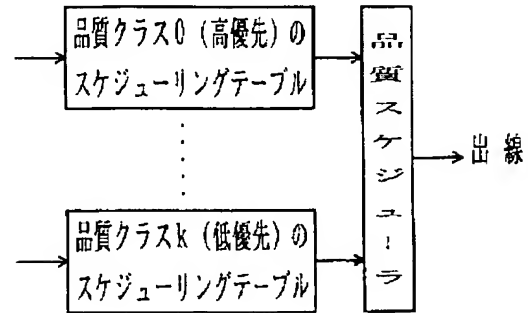 品質クラス0（高優先）の
スケジューリングテーブル
品質クラスk（低優先）の
スケジューリングテーブル
品質スケジューラ
出線